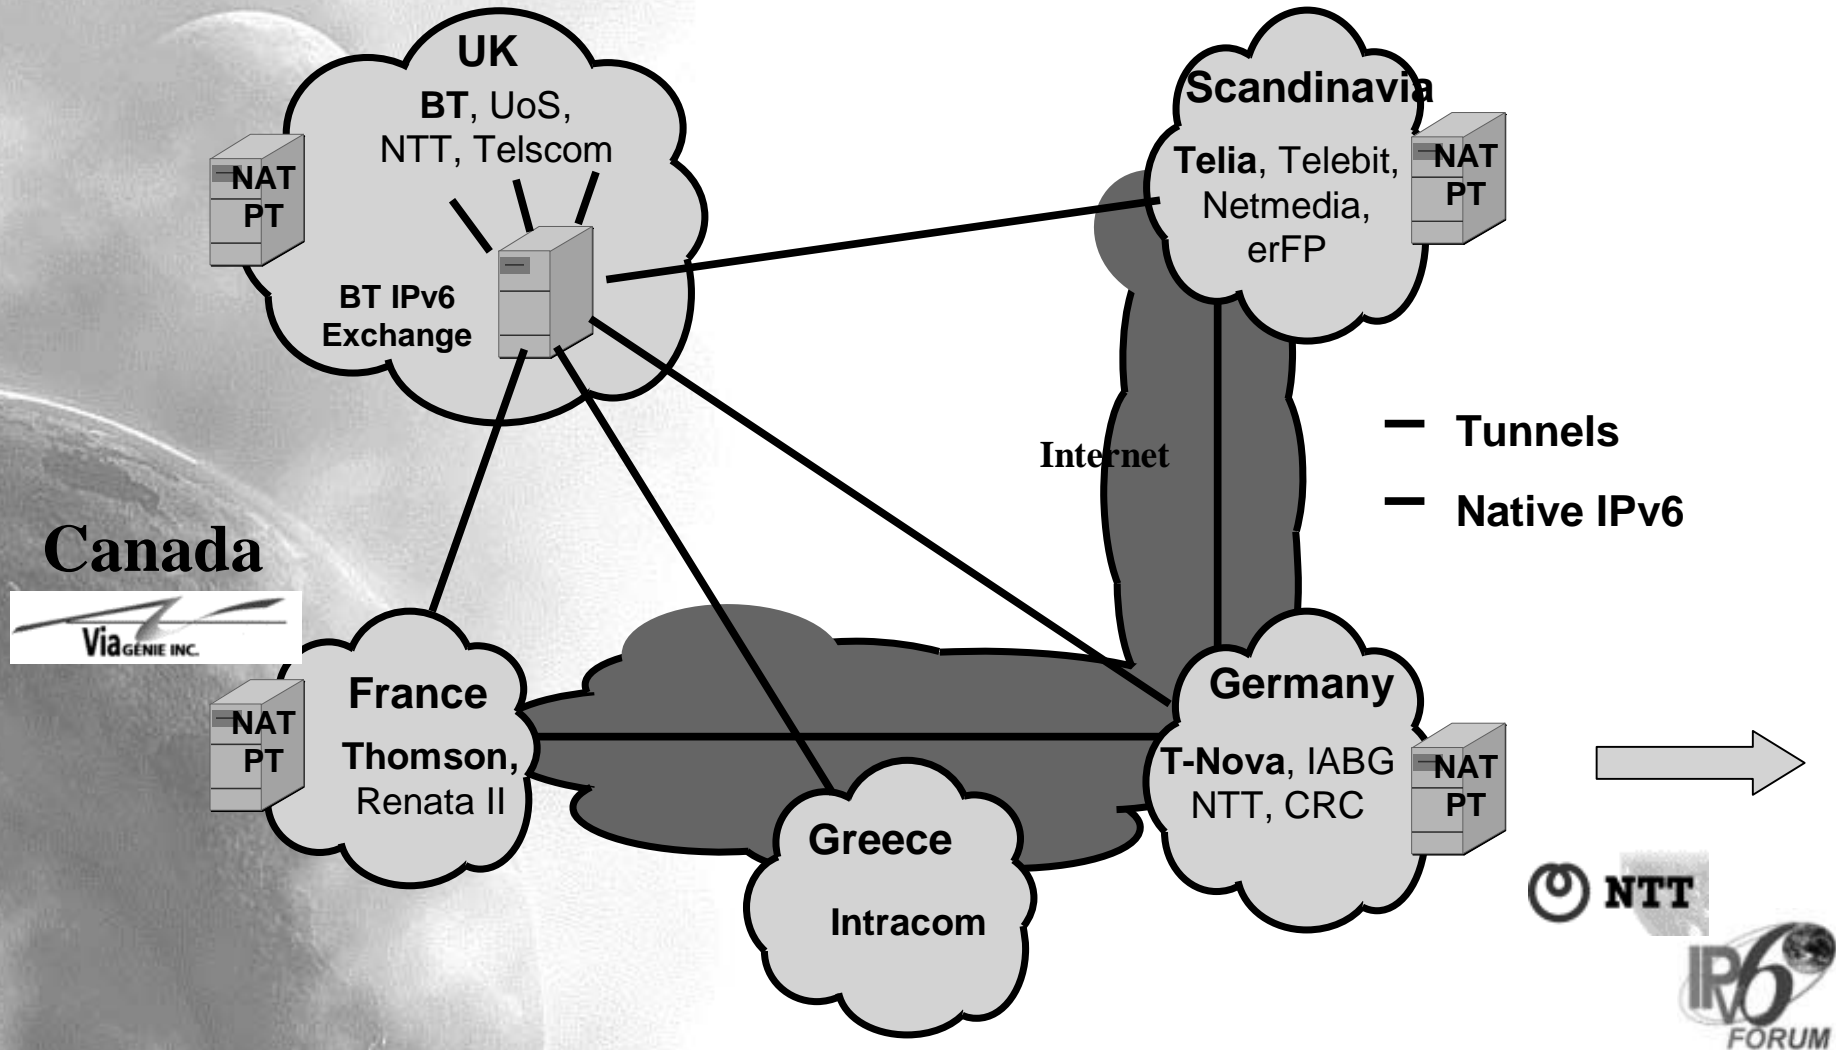 UK
BT, UoS,
NTT, Telscom
NAT
PT
BT IPv6
Exchange
Scandinavia
Telia, Telebit,
Netmedia,
erFP
NAT
PT
Internet
Tunnels
Native IPv6
Canada
ViaGÉNIE INC.
France
Thomson,
Renata II
NAT
PT
Greece
Intracom
Germany
T-Nova, IABG
NTT, CRC
NAT
PT
NTT
IPv6
FORUM